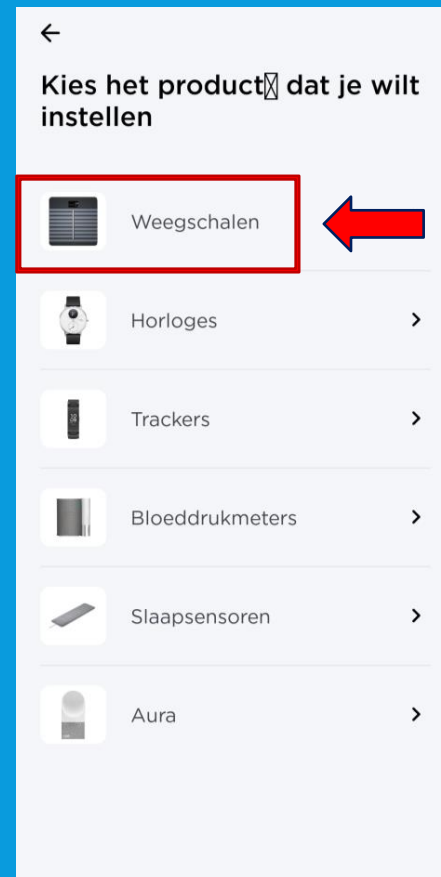 Kies het product dat je wilt
instellen
Weegschalen
Horloges
Trackers
Bloeddrukmeters
Slaapsensoren
Aura